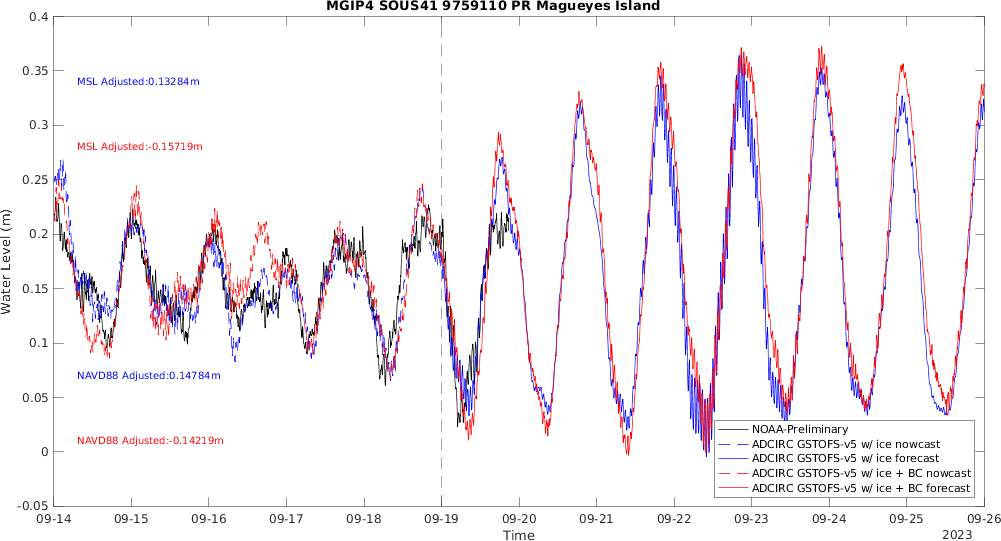 MGIP4 SOUS41 9759110 PR Magueyes Island
0.4
0.35
0.3
0.25
0.2
0.15
0.1
0.05
0
-0.05
Water Level (m)
MSL Adjusted:0.13284m
MSL Adjusted:-0.15719m
NAVD88 Adjusted:0.14784m
NAVD88 Adjusted:-0.14219m
NOAA-Preliminary
ADCIRC GSTOFS-v5 w/ ice nowcast
ADCIRC GSTOFS-v5 w/ ice forecast
ADCIRC GSTOFS-v5 w/ ice + BC nowcast
ADCIRC GSTOFS-v5 w/ ice + BC forecast
09-14 09-15 09-16 09-17 09-18 09-19 09-20 09-21 09-22 09-23 09-24 09-25 09-26
Time
2023